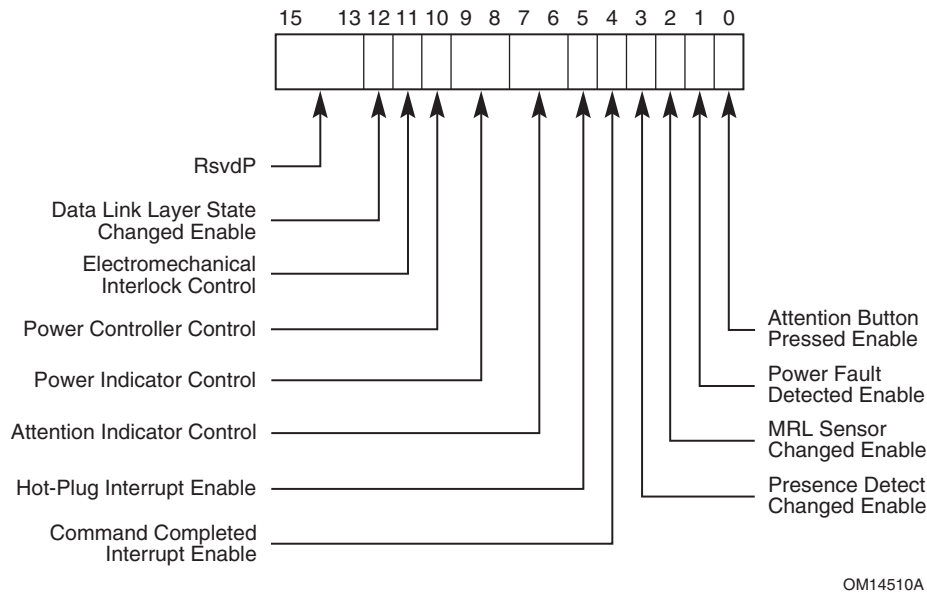 15 13 12 11 10 9 8 7 6 5 4 3 2 1 0
RsvdP
Data Link Layer State
Changed Enable
Electromechanical
Interlock Control
Power Controller Control
Power Indicator Control
Attention Indicator Control
Hot-Plug Interrupt Enable
Command Completed
Interrupt Enable
Attention Button
Pressed Enable
Power Fault
Detected Enable
MRL Sensor
Changed Enable
Presence Detect
Changed Enable
OM14510A